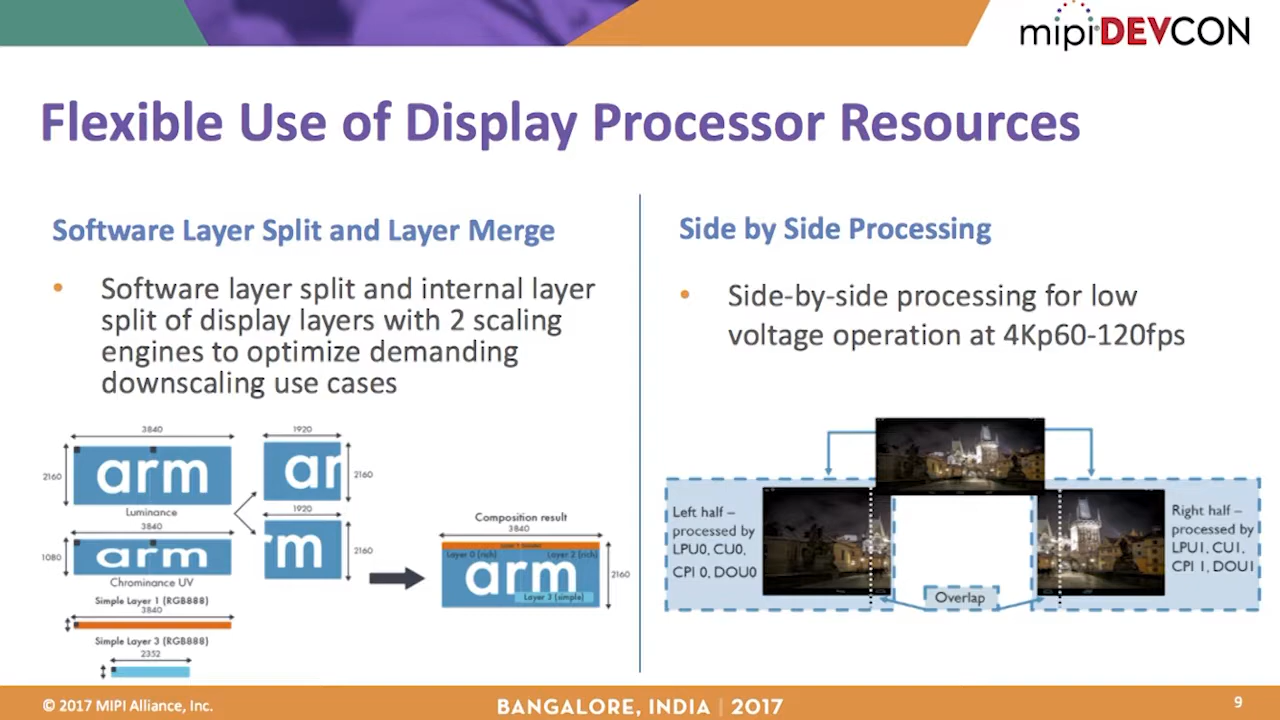 mipi DEVCON
Flexible Use of Display Processor Resources
Software Layer Split and Layer Merge
• Software layer split and internal layer
split of display layers with 2 scaling
engines to optimize demanding
downscaling use cases
3840
2160
arm
Luminance
3840
1080
arm
Chrominance UV
Simple Layer 1 (RGB888)
3840
Simple Layer 3 (RGB888)
2352
1920
ar
2160
1920
rm
2160
Composition result
3840
Layer 0 (rich)
Layer 2 (rich)
arm
Layer 3 (simple)
2160
Side by Side Processing
• Side-by-side processing for low
voltage operation at 4Kp60-120fps
Left half –
processed by
LPU0, CU0,
CPI 0, DOU0
Overlap
Right half –
processed by
LPU1, CU1,
CPI 1, DOU1
© 2017 MIPI Alliance, Inc.
BANGALORE, INDIA | 2017
9